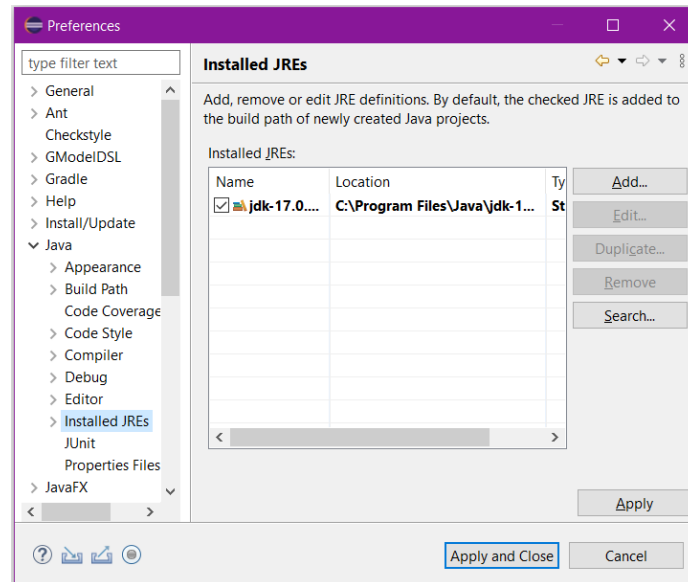 Preferences
type filter text
General
Ant
Checkstyle
GModelDSL
Gradle
Help
Install/Update
Java
Appearance
Build Path
Code Coverage
Code Style
Compiler
Debug
Editor
Installed JREs
JUnit
Properties Files
JavaFX
Installed JREs
Add, remove or edit JRE definitions. By default, the checked JRE is added to
the build path of newly created Java projects.
Installed JREs:
Name Location Ty
jdk-17.0.... C:\Program Files\Java\jdk-1... St
Add...
Edit...
Duplicate...
Remove
Search...
Apply
Apply and Close Cancel